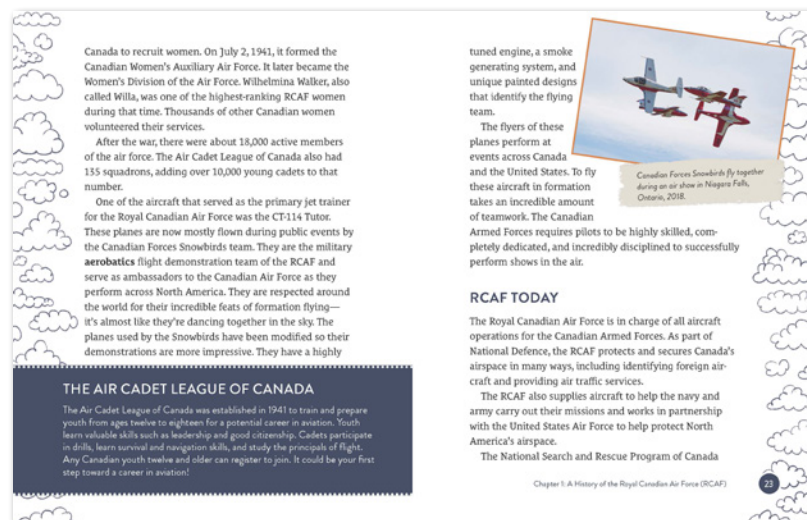 Canada to recruit women. On July 2, 1941, it formed the
Canadian Women's Auxiliary Air Force. It later became the
Women's Division of the Air Force. Wilhelmina Walker, also
called Willa, was one of the highest-ranking RCAF women
during that time. Thousands of other Canadian women
volunteered their services.
After the war, there were about 18,000 active members
of the air force. The Air Cadet League of Canada also had
135 squadrons, adding over 10,000 young cadets to that
number.
One of the aircraft that served as the primary jet trainer
for the Royal Canadian Air Force was the CT-114 Tutor.
These planes are now mostly flown during public events by
the Canadian Forces Snowbirds team. They are the military
aerobatics flight demonstration team of the RCAF and
serve as ambassadors to the Canadian Air Force as they
perform across North America. They are respected around
the world for their incredible feats of formation flying—
it's almost like they're dancing together in the sky. The
planes used by the Snowbirds have been modified so their
demonstrations are more impressive. They have a highly
THE AIR CADET LEAGUE OF CANADA
The Air Cadet League of Canada was established in 1941 to train and prepare
youth from ages twelve to eighteen for a potential career in aviation. Youth
learn valuable skills such as leadership and good citizenship. Cadets participate
in drills, learn survival and navigation skills, and study the principals of flight.
Any Canadian youth twelve and older can register to join. It could be your first
step toward a career in aviation!
tuned engine, a smoke
generating system, and
unique painted designs
that identify the flying
team.
The flyers of these
planes perform at
events across Canada
and the United States. To fly
these aircraft in formation
takes an incredible amount
of teamwork. The Canadian
Armed Forces requires pilots to be highly skilled, com-
pletely dedicated, and incredibly disciplined to successfully
perform shows in the air.
Canadian Forces Snowbirds fly together
during an air show in Niagara Falls,
Ontario, 2018.
RCAF TODAY
The Royal Canadian Air Force is in charge of all aircraft
operations for the Canadian Armed Forces. As part of
National Defence, the RCAF protects and secures Canada's
airspace in many ways, including identifying foreign air-
craft and providing air traffic services.
The RCAF also supplies aircraft to help the navy and
army carry out their missions and works in partnership
with the United States Air Force to help protect North
America's airspace.
The National Search and Rescue Program of Canada
Chapter 1: A History of the Royal Canadian Air Force (RCAF)
23